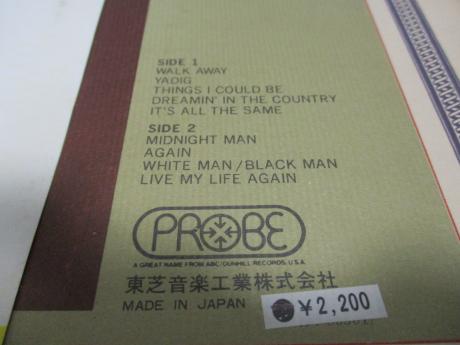 SIDE 1
WALK AWAY
YADIG
THINGS I COULD BE
DREAMIN' IN THE COUNTRY
IT'S ALL THE SAME
SIDE 2
MIDNIGHT MAN
AGAIN
WHITE MAN/BLACK MAN
LIVE MY LIFE AGAIN
PROBE
A GREAT NAME FROM ABC/DUNHILL RECORDS, U.S.A.
東芝音楽工業株式会社
MADE IN JAPAN
¥2,200